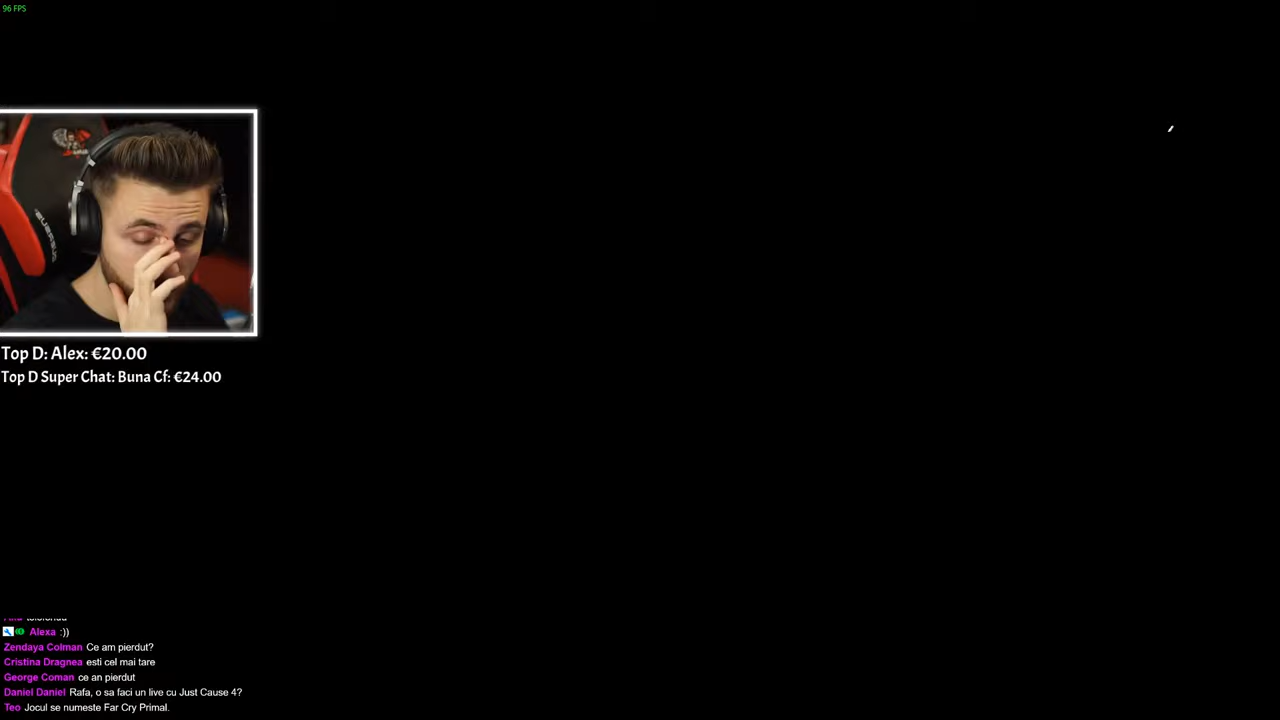 96 FPS
Top D: Alex: €20.00
Top D Super Chat: Buna Cf: €24.00
Alexa :))
Zendaya Colman Ce am pierdut?
Cristina Dragnea esti cel mai tare
George Coman ce an pierdut
Daniel Daniel Rafa, o sa faci un live cu Just Cause 4?
Teo Jocul se numeste Far Cry Primal.